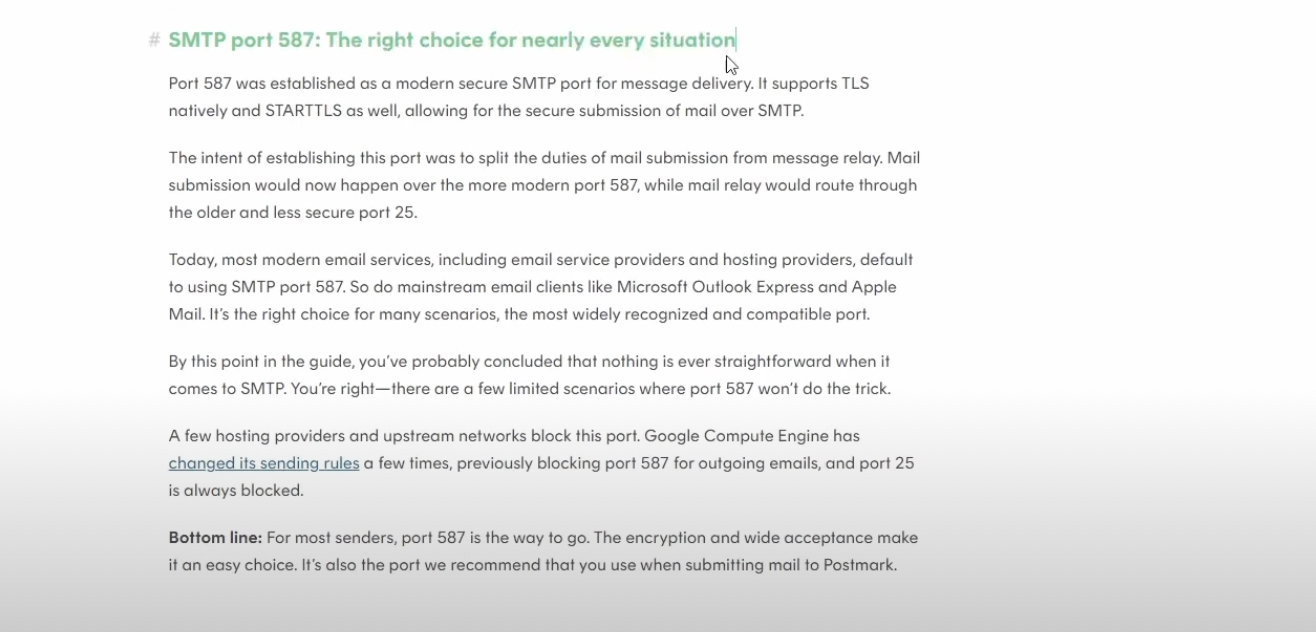 # SMTP port 587: The right choice for nearly every situation
Port 587 was established as a modern secure SMTP port for message delivery. It supports TLS
natively and STARTTLS as well, allowing for the secure submission of mail over SMTP.
The intent of establishing this port was to split the duties of mail submission from message relay. Mail
submission would now happen over the more modern port 587, while mail relay would route through
the older and less secure port 25.
Today, most modern email services, including email service providers and hosting providers, default
to using SMTP port 587. So do mainstream email clients like Microsoft Outlook Express and Apple
Mail. It's the right choice for many scenarios, the most widely recognized and compatible port.
By this point in the guide, you've probably concluded that nothing is ever straightforward when it
comes to SMTP. You're right—there are a few limited scenarios where port 587 won't do the trick.
A few hosting providers and upstream networks block this port. Google Compute Engine has
changed its sending rules a few times, previously blocking port 587 for outgoing emails, and port 25
is always blocked.
Bottom line: For most senders, port 587 is the way to go. The encryption and wide acceptance make
it an easy choice. It's also the port we recommend that you use when submitting mail to Postmark.